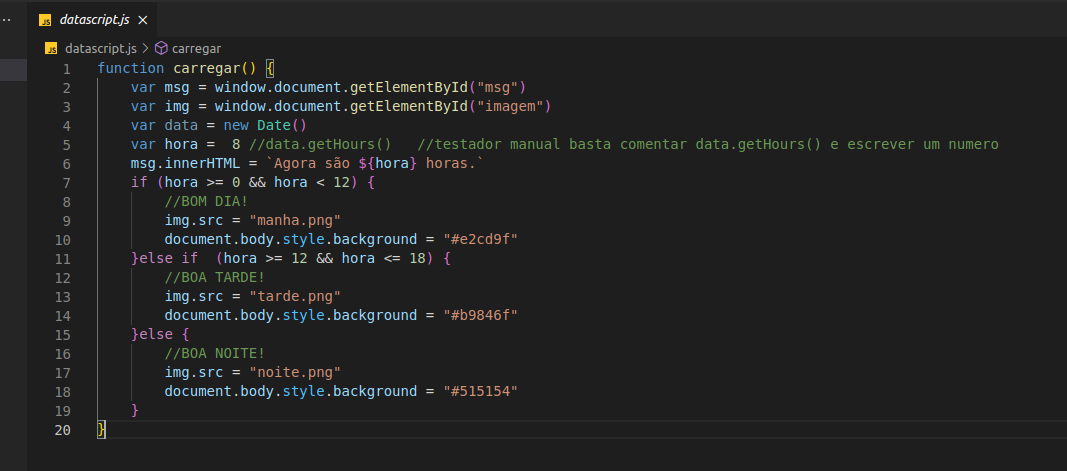 ·· JS datascript.js ×
JS datascript.js > carregar
1 function carregar() {
2 var msg = window.document.getElementById("msg")
3 var img = window.document.getElementById("imagem")
4 var data = new Date()
5 var hora =  8 //data.getHours()   //testador manual basta comentar data.getHours() e escrever um numero
6 msg.innerHTML = `Agora são ${hora} horas.`
7 if (hora >= 0 && hora < 12) {
8 //BOM DIA!
9 img.src = "manha.png"
10 document.body.style.background = "#e2cd9f"
11 }else if  (hora >= 12 && hora <= 18) {
12 //BOA TARDE!
13 img.src = "tarde.png"
14 document.body.style.background = "#b9846f"
15 }else {
16 //BOA NOITE!
17 img.src = "noite.png"
18 document.body.style.background = "#515154"
19 }
20 }